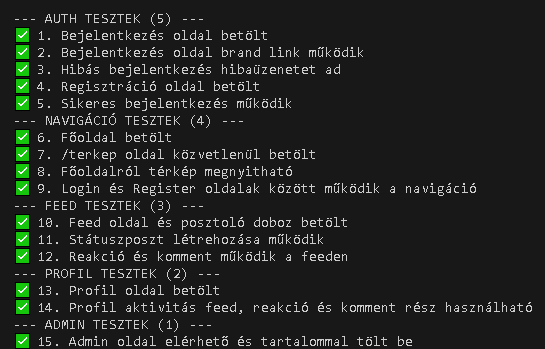 --- AUTH TESZTEK (5) ---
✅ 1. Bejelentkezés oldal betölt
✅ 2. Bejelentkezés oldal brand link működik
✅ 3. Hibás bejelentkezés hibaüzenetet ad
✅ 4. Regisztráció oldal betölt
✅ 5. Sikeres bejelentkezés működik
--- NAVIGÁCIÓ TESZTEK (4) ---
✅ 6. Főoldal betölt
✅ 7. /terkep oldal közvetlenül betölt
✅ 8. Főoldalról térkép megnyitható
✅ 9. Login és Register oldalak között működik a navigáció
--- FEED TESZTEK (3) ---
✅ 10. Feed oldal és posztoló doboz betölt
✅ 11. Státuszposzt létrehozása működik
✅ 12. Reakció és komment működik a feeden
--- PROFIL TESZTEK (2) ---
✅ 13. Profil oldal betölt
✅ 14. Profil aktivitás feed, reakció és komment rész használható
--- ADMIN TESZTEK (1) ---
✅ 15. Admin oldal elérhető és tartalommal tölt be